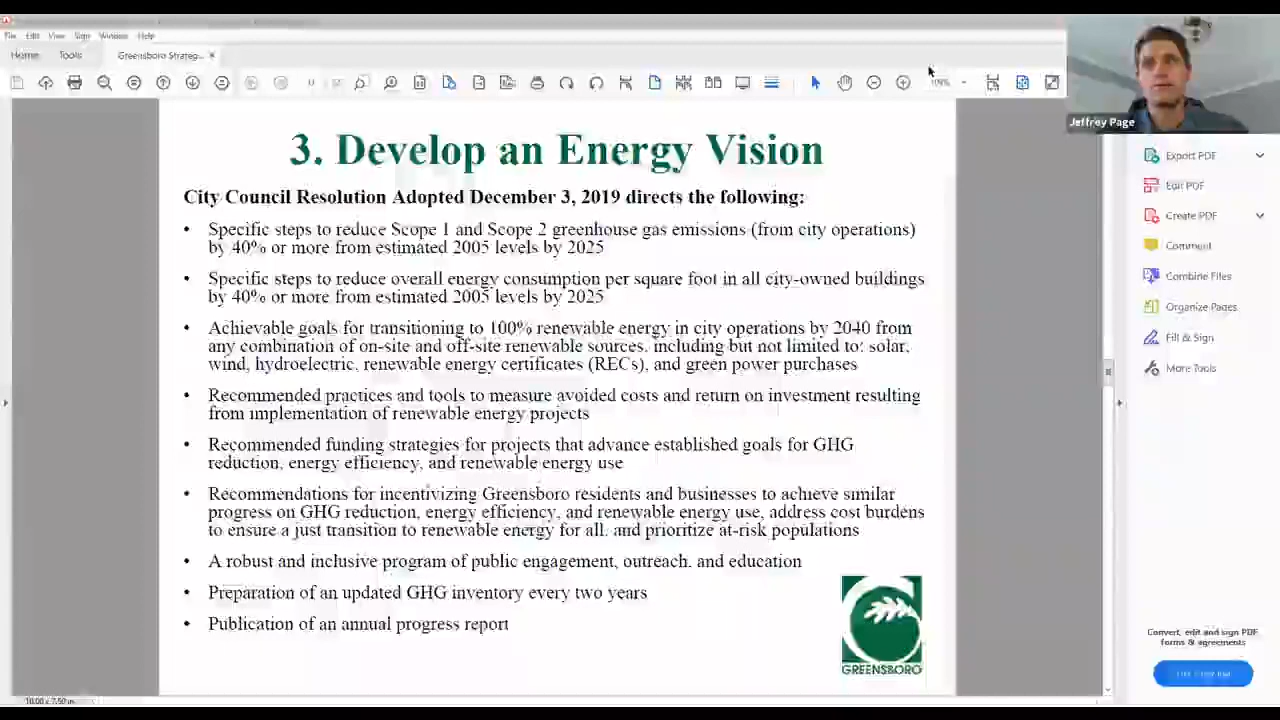 File Edit View Sign Window Help
Home Tools Greensboro Strateg... ×
109%
Jeffrey Page
3. Develop an Energy Vision
City Council Resolution Adopted December 3, 2019 directs the following:
• Specific steps to reduce Scope 1 and Scope 2 greenhouse gas emissions (from city operations)
by 40% or more from estimated 2005 levels by 2025
• Specific steps to reduce overall energy consumption per square foot in all city-owned buildings
by 40% or more from estimated 2005 levels by 2025
• Achievable goals for transitioning to 100% renewable energy in city operations by 2040 from
any combination of on-site and off-site renewable sources, including but not limited to: solar,
wind, hydroelectric, renewable energy certificates (RECs), and green power purchases
• Recommended practices and tools to measure avoided costs and return on investment resulting
from implementation of renewable energy projects
• Recommended funding strategies for projects that advance established goals for GHG
reduction, energy efficiency, and renewable energy use
• Recommendations for incentivizing Greensboro residents and businesses to achieve similar
progress on GHG reduction, energy efficiency, and renewable energy use, address cost burdens
to ensure a just transition to renewable energy for all, and prioritize at-risk populations
• A robust and inclusive program of public engagement, outreach, and education
• Preparation of an updated GHG inventory every two years
• Publication of an annual progress report
GREENSBORO
Export PDF
Edit PDF
Create PDF
Comment
Combine Files
Organize Pages
Fill & Sign
More Tools
Convert, edit and sign PDF
forms & agreements
10.00 x 7.50 in